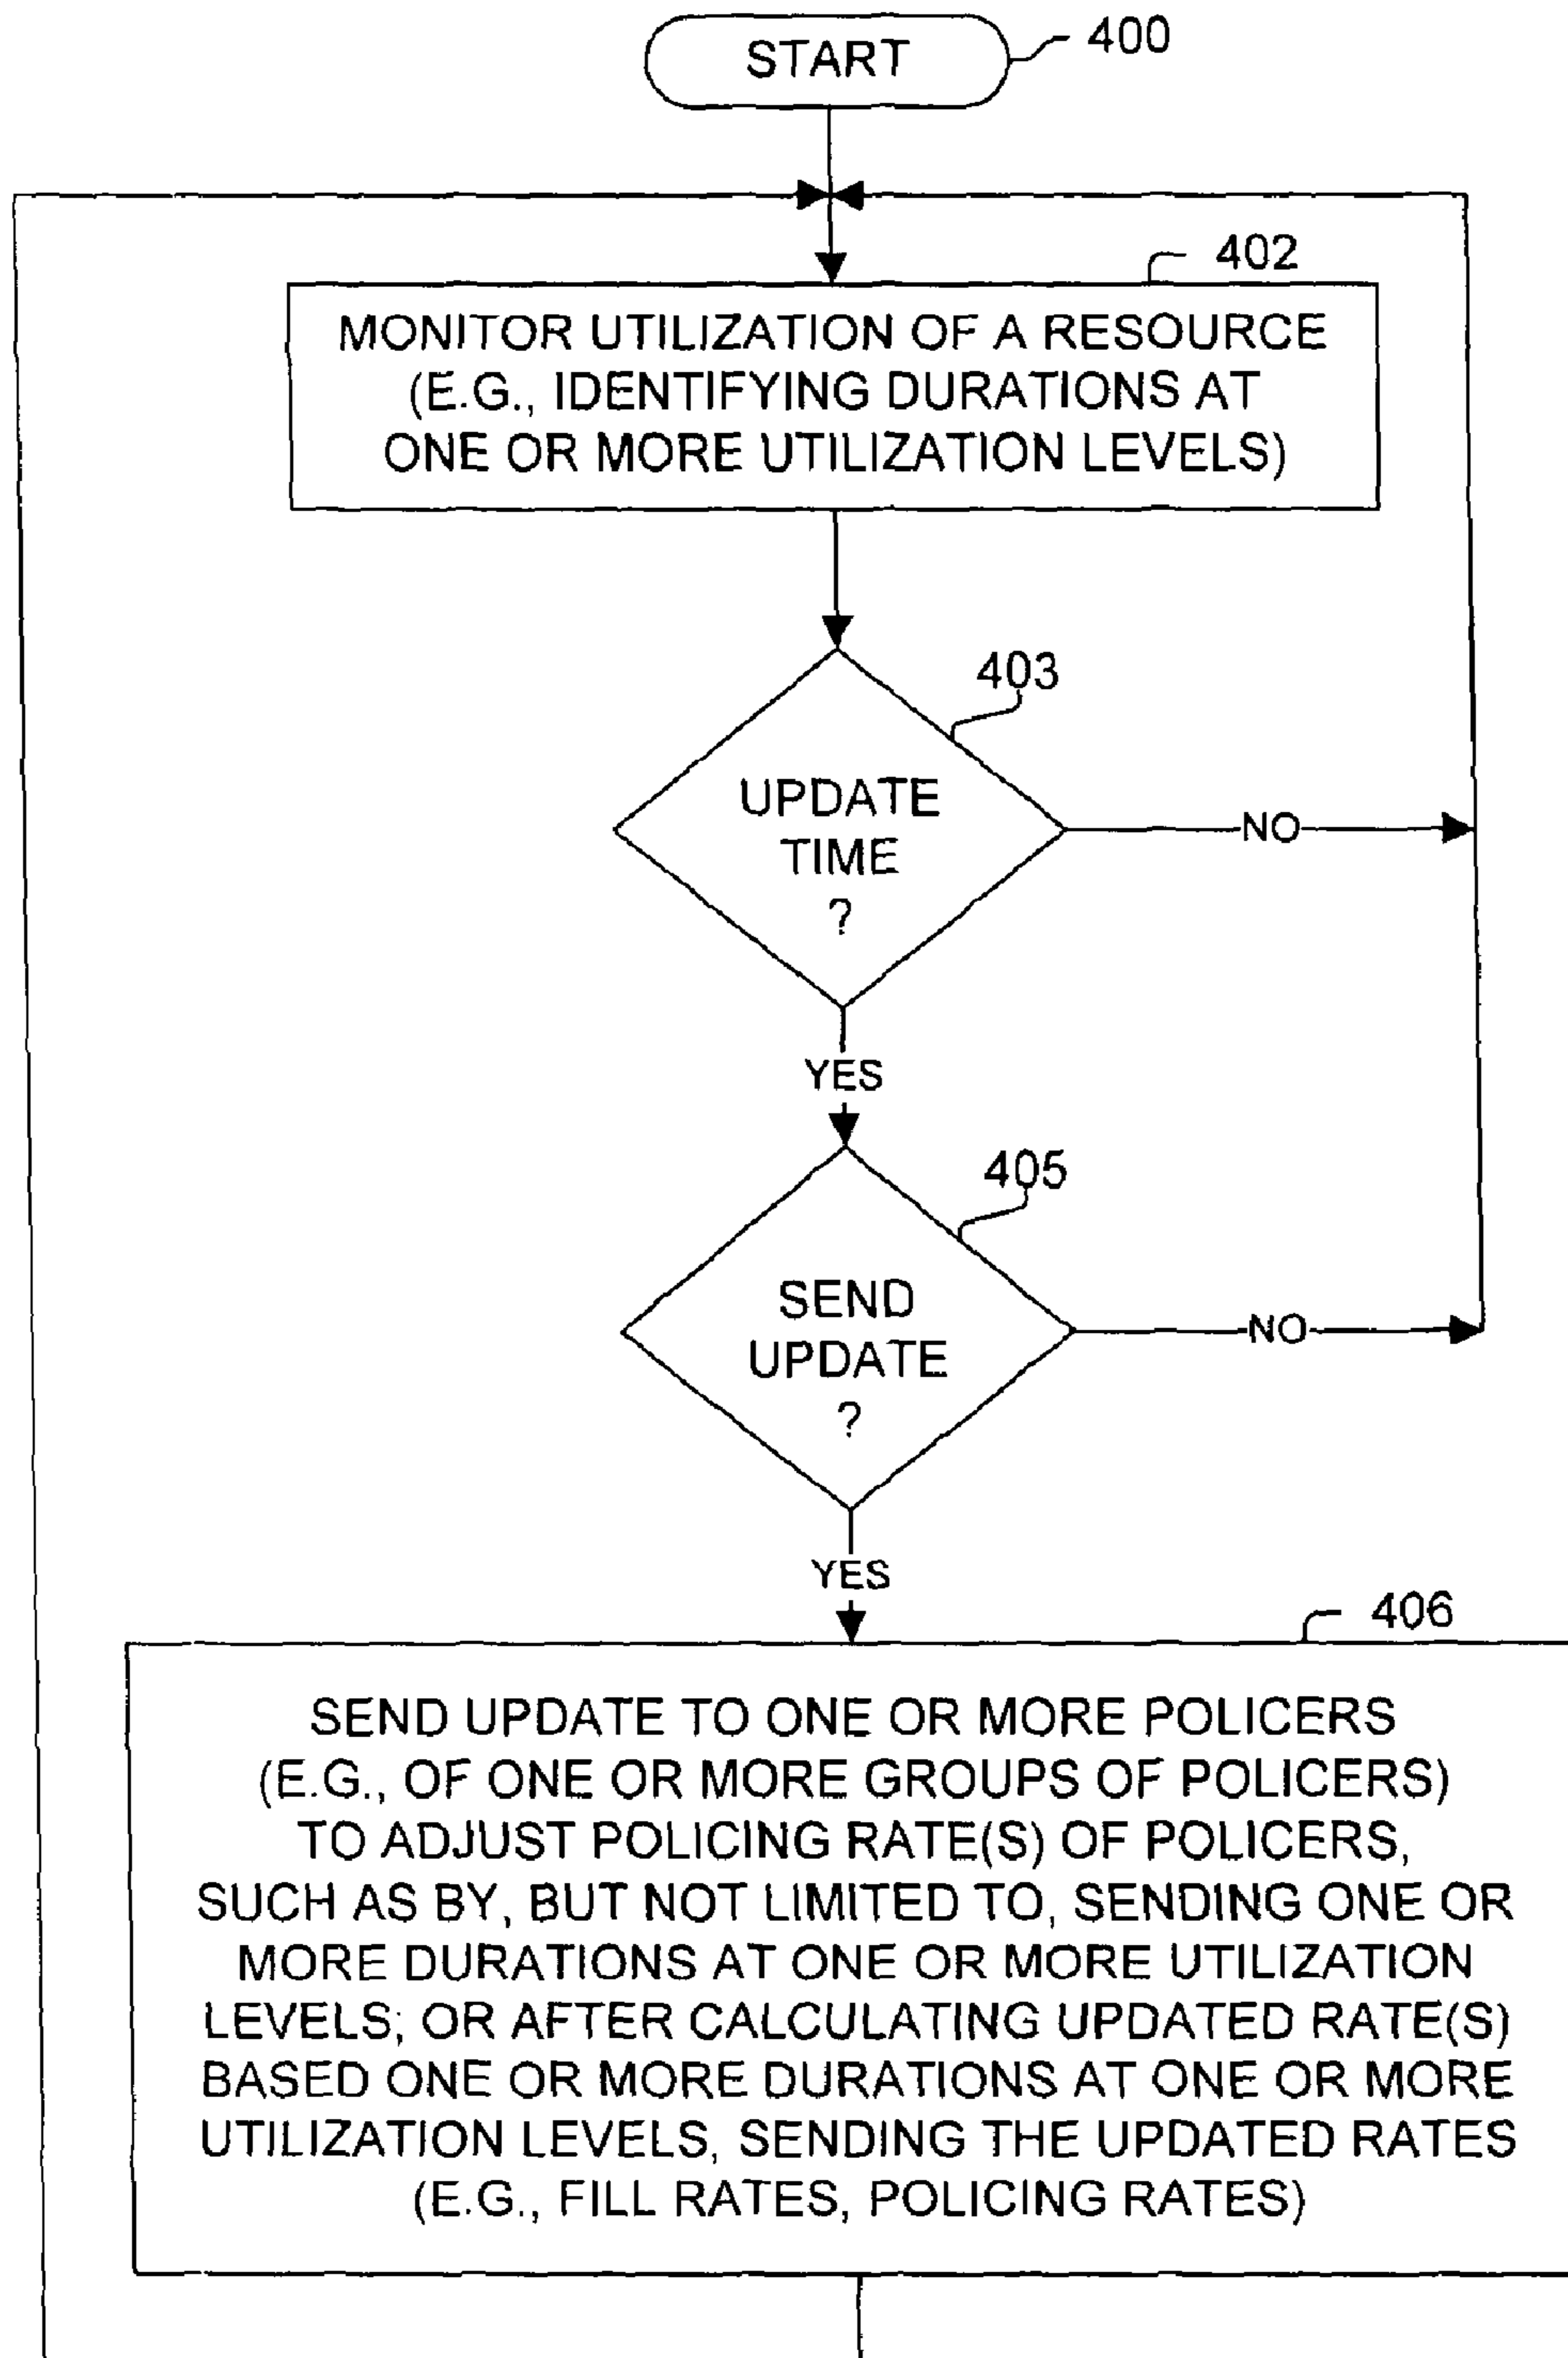 START
400
402
MONITOR UTILIZATION OF A RESOURCE
(E.G., IDENTIFYING DURATIONS AT
ONE OR MORE UTILIZATION LEVELS)
403
UPDATE
TIME
?
NO
YES
405
SEND
UPDATE
?
NO
YES
406
SEND UPDATE TO ONE OR MORE POLICERS
(E.G., OF ONE OR MORE GROUPS OF POLICERS)
TO ADJUST POLICING RATE(S) OF POLICERS,
SUCH AS BY, BUT NOT LIMITED TO, SENDING ONE OR
MORE DURATIONS AT ONE OR MORE UTILIZATION
LEVELS; OR AFTER CALCULATING UPDATED RATE(S)
BASED ONE OR MORE DURATIONS AT ONE OR MORE
UTILIZATION LEVELS, SENDING THE UPDATED RATES
(E.G., FILL RATES, POLICING RATES)